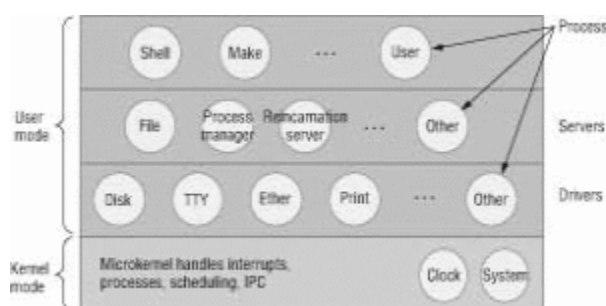 Process
Shell
Make
...
User
User
mode
File
Process
manager
Reincarnation
server
...
Other
Servers
Disk
TTY
Ether
Print
...
Other
Drivers
Kernel
mode
Microkernel handles interrupts,
processes, scheduling, IPC
Clock
System